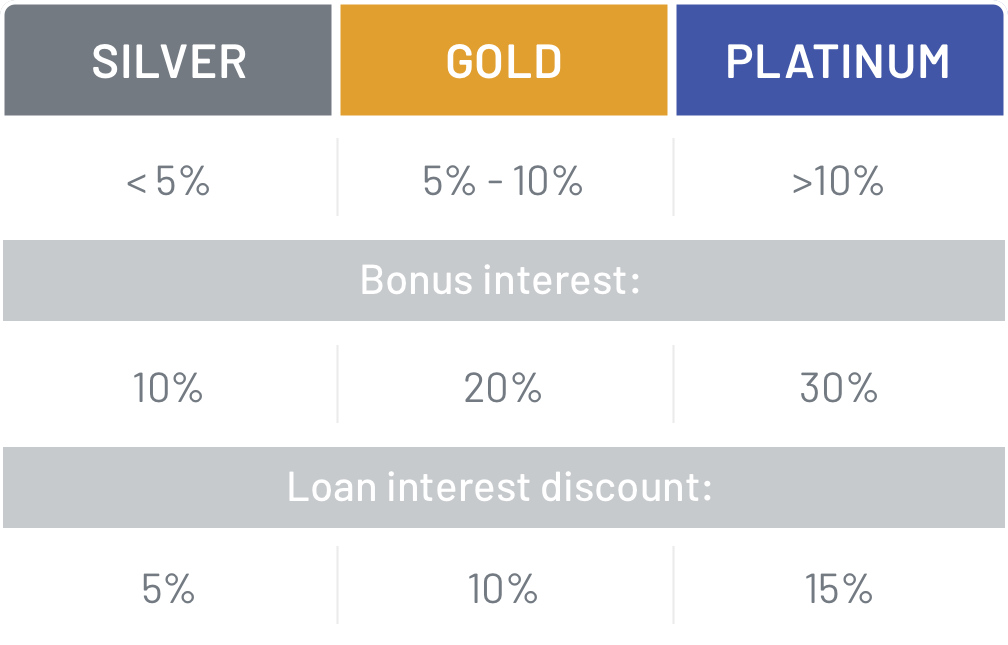 SILVER GOLD PLATINUM
< 5% 5% - 10% >10%
Bonus interest:
10% 20% 30%
Loan interest discount:
5% 10% 15%